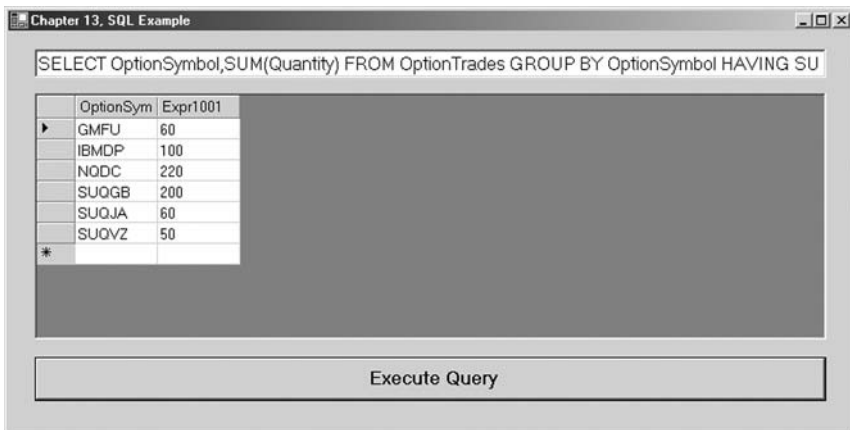 Chapter 13, SQL Example
SELECT OptionSymbol,SUM(Quantity) FROM OptionTrades GROUP BY OptionSymbol HAVING SU
OptionSym Expr1001
GMFU 60
IBMDP 100
NQDC 220
SUQGB 200
SUQJA 60
SUQVZ 50
Execute Query